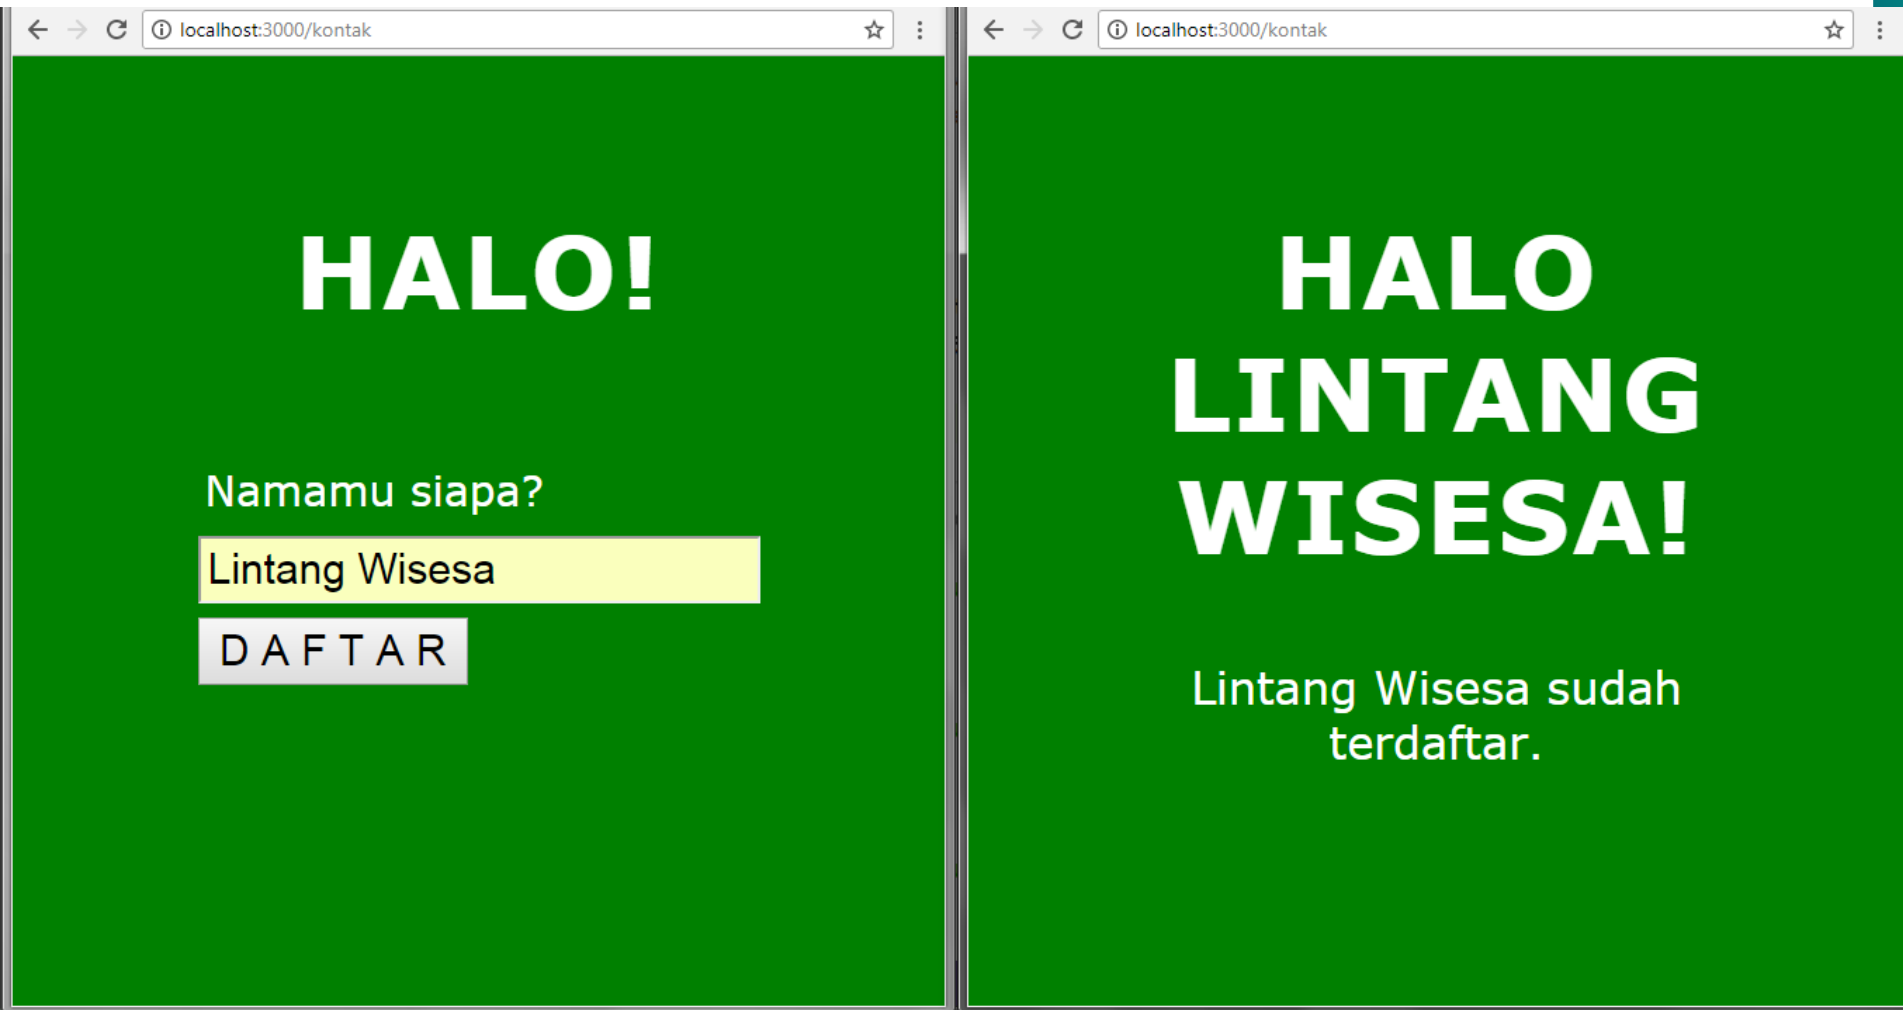 localhost:3000/kontak
HALO!
Namamu siapa?
Lintang Wisesa
D A F T A R
localhost:3000/kontak
HALO
LINTANG
WISESA!
Lintang Wisesa sudah
terdaftar.